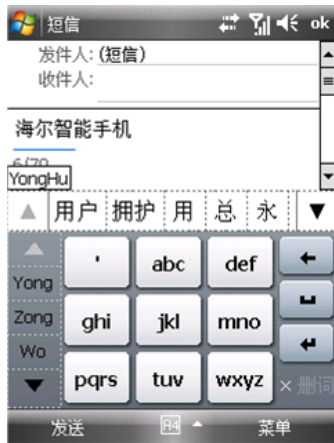 短信 ok
发件人: (短信)
收件人:
海尔智能手机
6/70
YongHu
用户 拥护 用 总 永
' abc def
Yong
Zong ghi jkl mno
Wo
pqrs tuv wxyz ×删词
发送 菜单